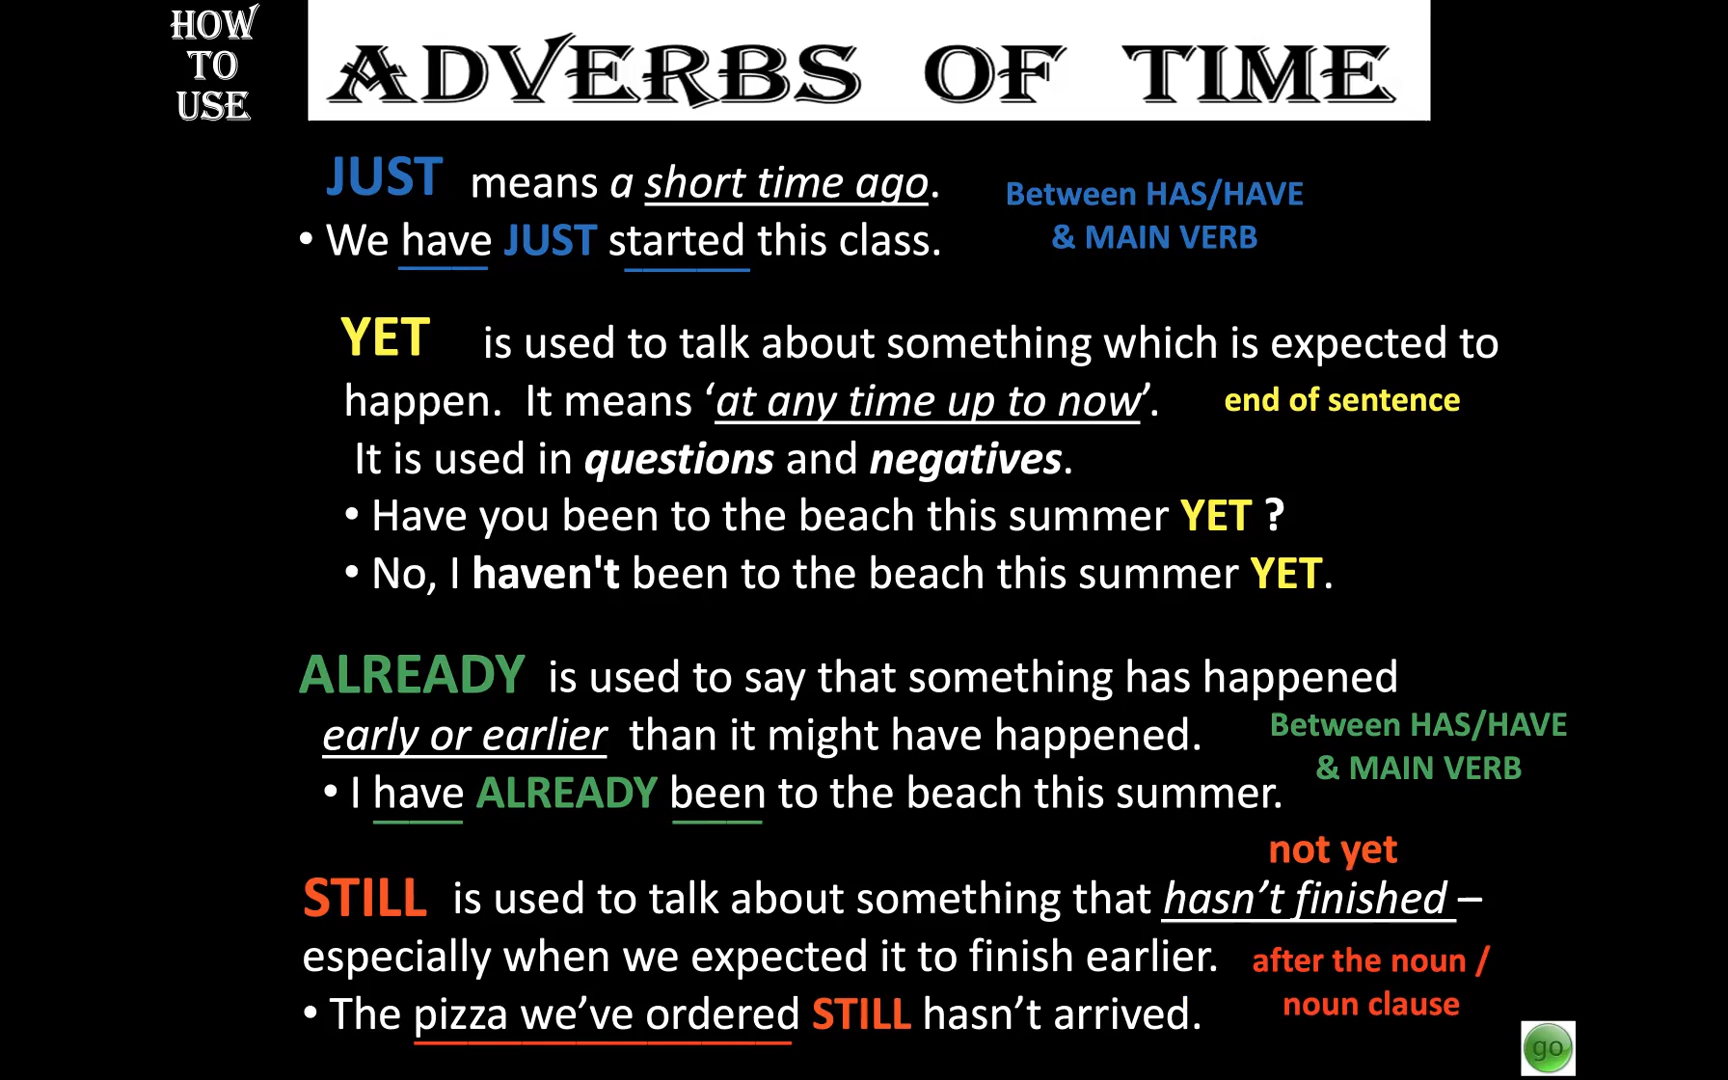 HOW
TO
USE
ADVERBS OF TIME
JUST means a short time ago.
Between HAS/HAVE
& MAIN VERB
• We have JUST started this class.
YET is used to talk about something which is expected to
happen. It means ‘at any time up to now’.
end of sentence
It is used in questions and negatives.
• Have you been to the beach this summer YET ?
• No, I haven't been to the beach this summer YET.
ALREADY is used to say that something has happened
early or earlier than it might have happened.
Between HAS/HAVE
& MAIN VERB
• I have ALREADY been to the beach this summer.
not yet
STILL is used to talk about something that hasn’t finished –
especially when we expected it to finish earlier.
after the noun /
noun clause
• The pizza we’ve ordered STILL hasn’t arrived.
go